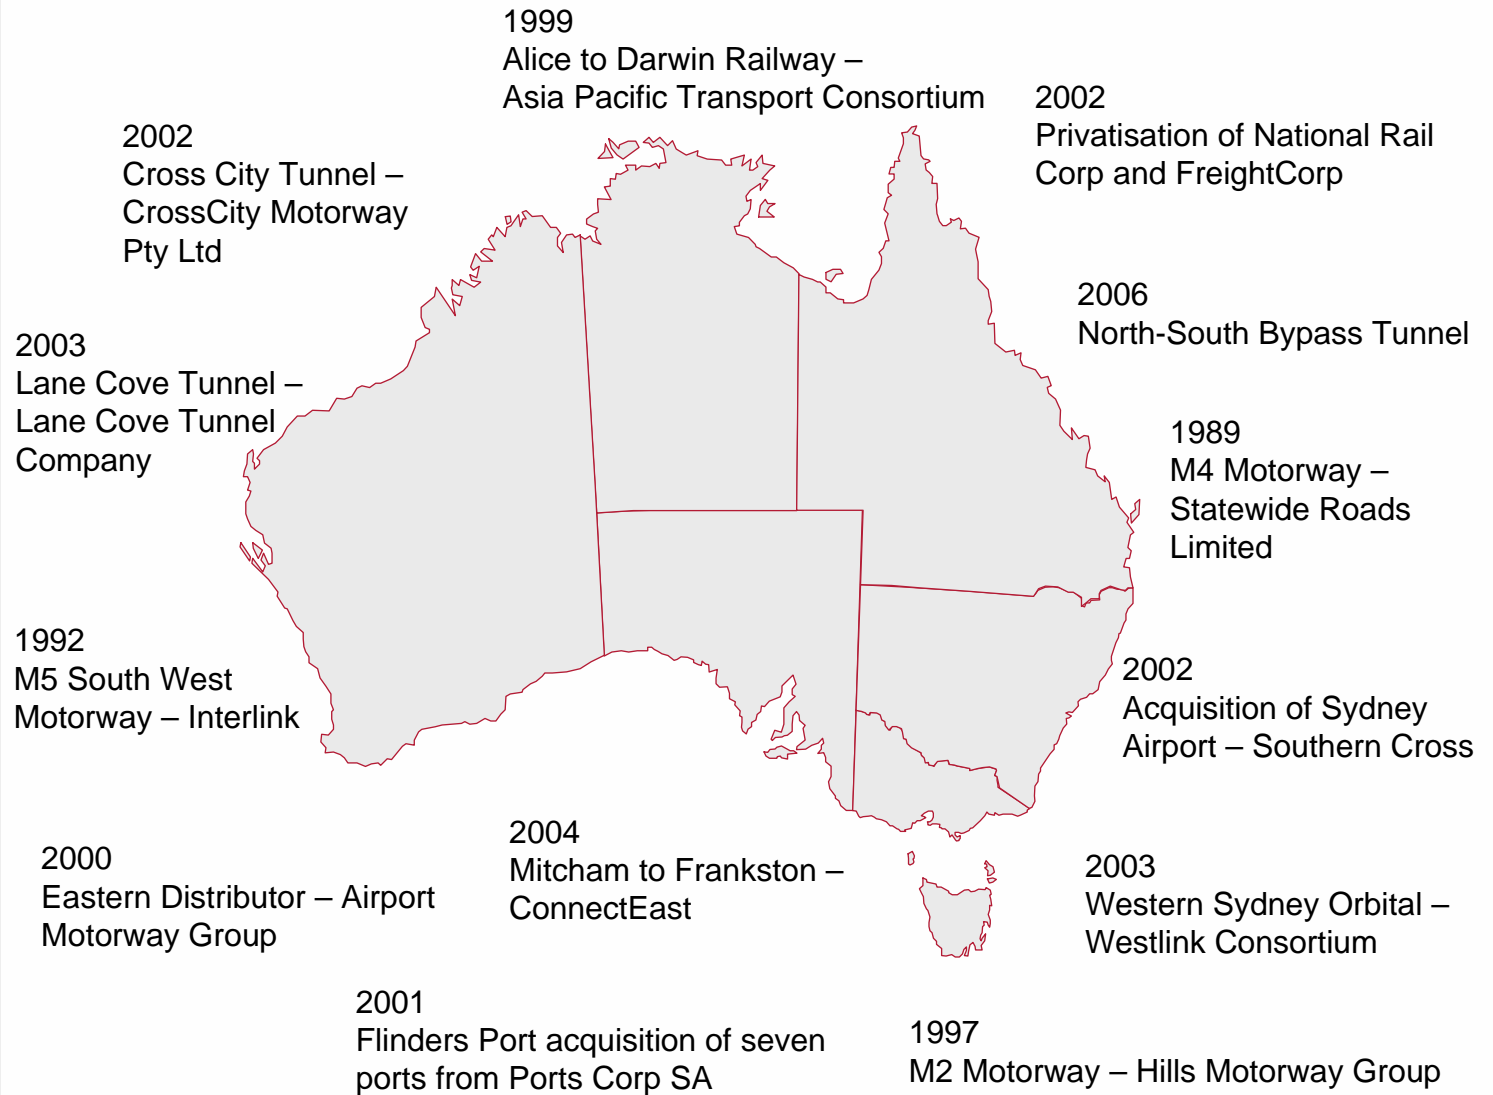 1999
Alice to Darwin Railway –
Asia Pacific Transport Consortium
2002
Privatisation of National Rail
Corp and FreightCorp
2002
Cross City Tunnel –
CrossCity Motorway
Pty Ltd
2006
North-South Bypass Tunnel
2003
Lane Cove Tunnel –
Lane Cove Tunnel
Company
1989
M4 Motorway –
Statewide Roads
Limited
1992
M5 South West
Motorway – Interlink
2002
Acquisition of Sydney
Airport – Southern Cross
2004
Mitcham to Frankston –
ConnectEast
2000
Eastern Distributor – Airport
Motorway Group
2003
Western Sydney Orbital –
Westlink Consortium
2001
Flinders Port acquisition of seven
ports from Ports Corp SA
1997
M2 Motorway – Hills Motorway Group